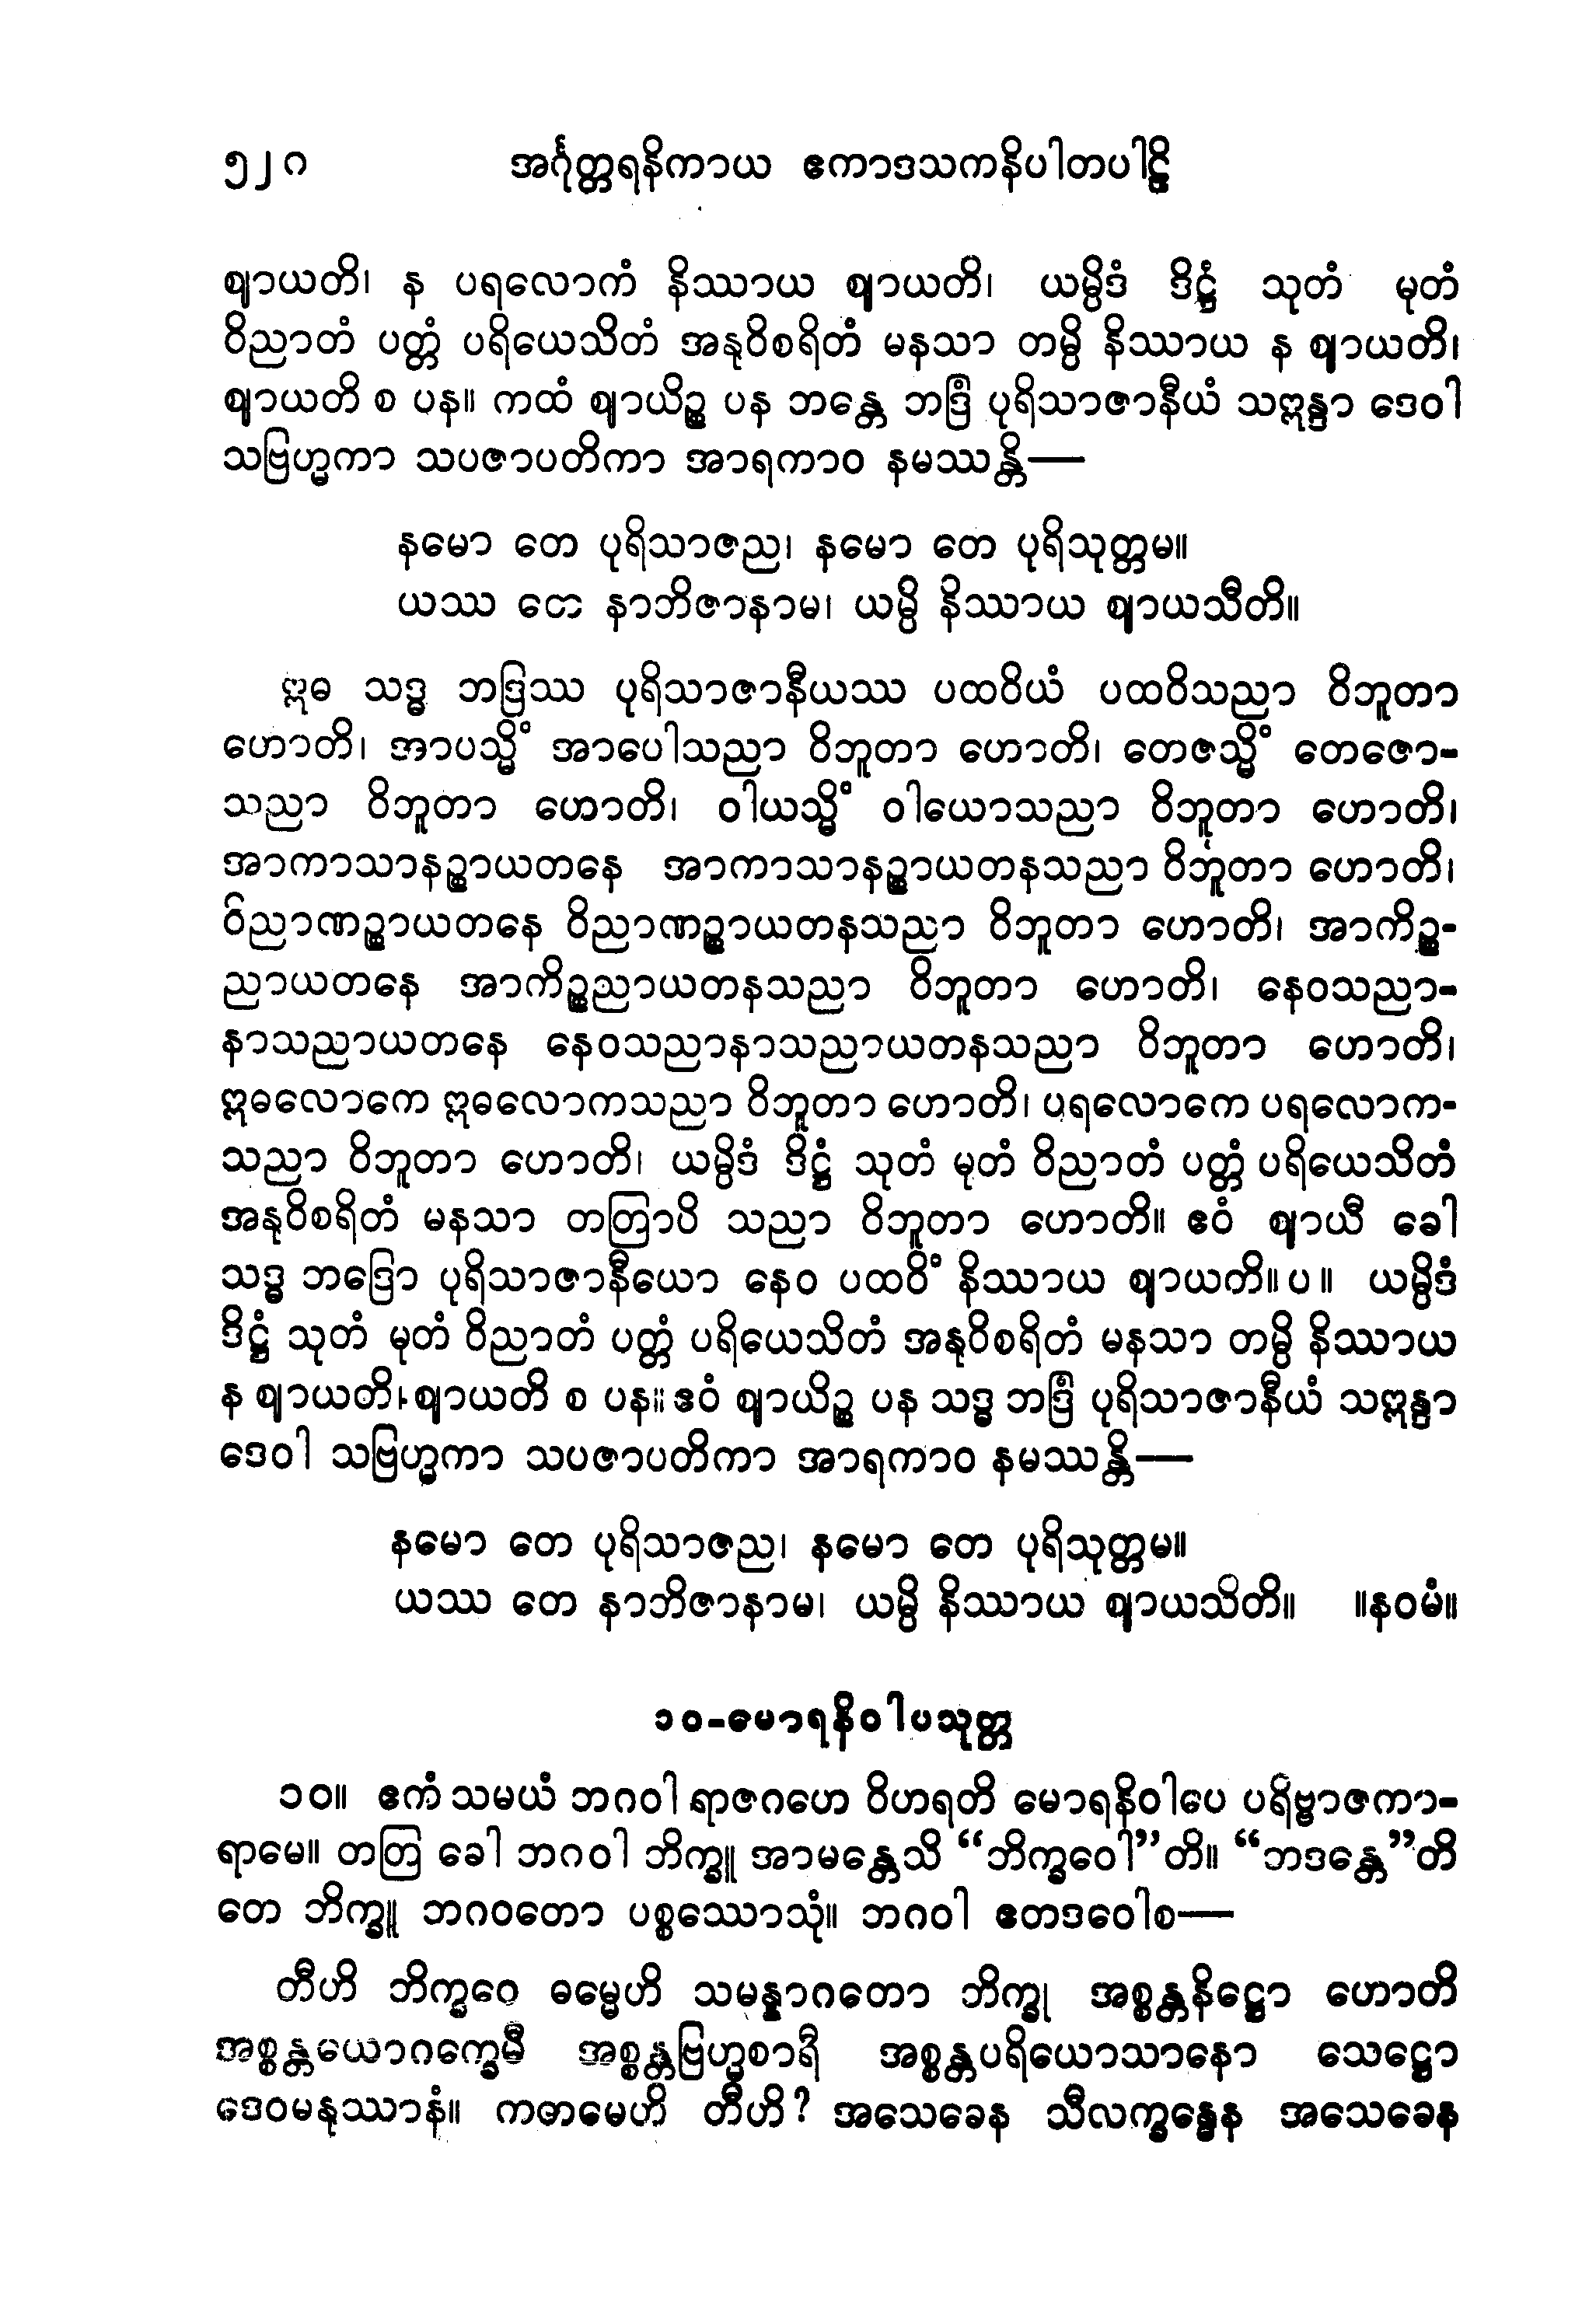 ၅၂၈ အင်္ဂုတ္တရနိကာယ ဧကာဒသကနိပါတပါဠိ
ဈာယတိ၊ န ပရလောကံ နိဿာယ ဈာယတိ၊ ယမ္ပိဒံ ဒိဋ္ဌံ သုတံ မုတံ
ဝိညာတံ ပတ္တံ ပရိယေသိတံ အနုဝိစရိတံ မနသာ တမ္ပိ နိဿာယ န ဈာယတိ၊
ဈာယတိ စ ပန။ ကထံ ဈာယိဉ္စ ပန ဘန္တေ ဘဒြံ ပုရိသာဇာနီယံ သဣန္ဒာ ဒေဝါ
သဗြဟ္မကာ သပဇာပတိကာ အာရကာဝ နမဿန္တိ—
နမော တေ ပုရိသာဇည၊ နမော တေ ပုရိသုတ္တမ။
ယဿ တေ နာဘိဇာနာမ၊ ယမ္ပိ နိဿာယ ဈာယသီတိ။
ဣဓ သဒ္ဓ ဘဒြဿ ပုရိသာဇာနီယဿ ပထဝိယံ ပထဝိသညာ ဝိဘူတာ
ဟောတိ၊ အာပသ္မိံ အာပေါသညာ ဝိဘူတာ ဟောတိ၊ တေဇသ္မိံ တေဇော-
သညာ ဝိဘူတာ ဟောတိ၊ ဝါယသ္မိံ ဝါယောသညာ ဝိဘူတာ ဟောတိ၊
အာကာသာနဉ္စာယတနေ အာကာသာနဉ္စာယတနသညာ ဝိဘူတာ ဟောတိ၊
ဝိညာဏဉ္စာယတနေ ဝိညာဏဉ္စာယတနသညာ ဝိဘူတာ ဟောတိ၊ အာကိဉ္စ-
ညာယတနေ အာကိဉ္စညာယတနသညာ ဝိဘူတာ ဟောတိ၊ နေဝသညာ-
နာသညာယတနေ နေဝသညာနာသညာယတနသညာ ဝိဘူတာ ဟောတိ၊
ဣဓလောကေ ဣဓလောကသညာ ဝိဘူတာ ဟောတိ၊ ပရလောကေ ပရလောက-
သညာ ဝိဘူတာ ဟောတိ၊ ယမ္ပိဒံ ဒိဋ္ဌံ သုတံ မုတံ ဝိညာတံ ပတ္တံ ပရိယေသိတံ
အနုဝိစရိတံ မနသာ တတြာပိ သညာ ဝိဘူတာ ဟောတိ။ ဧဝံ ဈာယီ ခေါ
သဒ္ဓ ဘဒြော ပုရိသာဇာနီယော နေဝ ပထဝိံ နိဿာယ ဈာယတိ။ပ။ ယမ္ပိဒံ
ဒိဋ္ဌံ သုတံ မုတံ ဝိညာတံ ပတ္တံ ပရိယေသိတံ အနုဝိစရိတံ မနသာ တမ္ပိ နိဿာယ
န ဈာယတိ၊ ဈာယတိ စ ပန။ ဧဝံ ဈာယိဉ္စ ပန သဒ္ဓ ဘဒြံ ပုရိသာဇာနီယံ သဣန္ဒာ
ဒေဝါ သဗြဟ္မကာ သပဇာပတိကာ အာရကာဝ နမဿန္တိ—
နမော တေ ပုရိသာဇည၊ နမော တေ ပုရိသုတ္တမ။
ယဿ တေ နာဘိဇာနာမ၊ ယမ္ပိ နိဿာယ ဈာယသိတိ။ ။နဝမံ။
၁၀-မောရနိဝါပသုတ္တ
၁၀။ ဧကံ သမယံ ဘဂဝါ ရာဇဂဟေ ဝိဟရတိ မောရနိဝါပေ ပရိဗ္ဗာဇကာ-
ရာမေ။ တတြ ခေါ ဘဂဝါ ဘိက္ခူ အာမန္တေသိ “ဘိက္ခဝေါ”တိ။ “ဘဒန္တေ”တိ
တေ ဘိက္ခူ ဘဂဝတော ပစ္စဿောသုံ။ ဘဂဝါ ဧတဒဝေါစ—
တီဟိ ဘိက္ခဝေ ဓမ္မေဟိ သမန္နာဂတော ဘိက္ခု အစ္စန္တနိဋ္ဌော ဟောတိ
အစ္စန္တယောဂက္ခေမီ အစ္စန္တဗြဟ္မစာရီ အစ္စန္တပရိယောသာနော သေဋ္ဌော
ဒေဝမနုဿာနံ။ ကတမေဟိ တီဟိ? အသေခေန သီလက္ခန္ဓေန အသေခေန